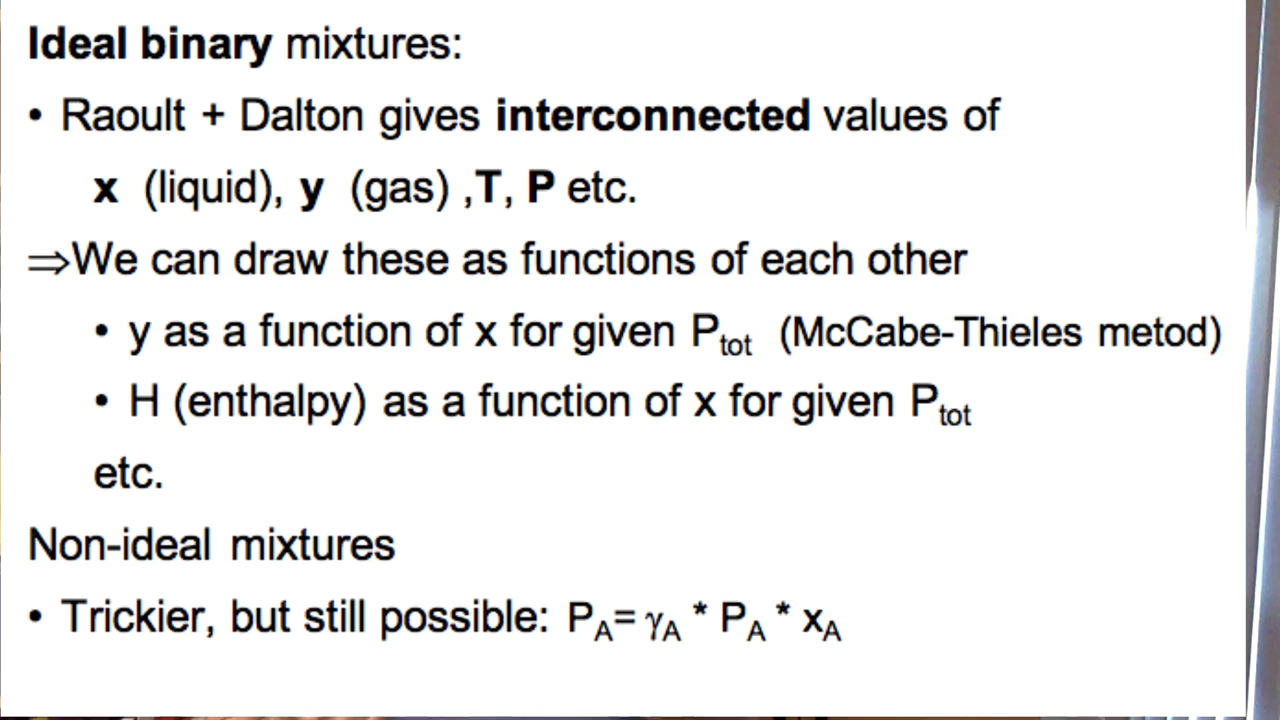 Ideal binary mixtures:
• Raoult + Dalton gives interconnected values of
x (liquid), y (gas) ,T, P etc.
⇒We can draw these as functions of each other
• y as a function of x for given Ptot (McCabe-Thieles metod)
• H (enthalpy) as a function of x for given Ptot
etc.
Non-ideal mixtures
• Trickier, but still possible: PA= γA * PA * xA